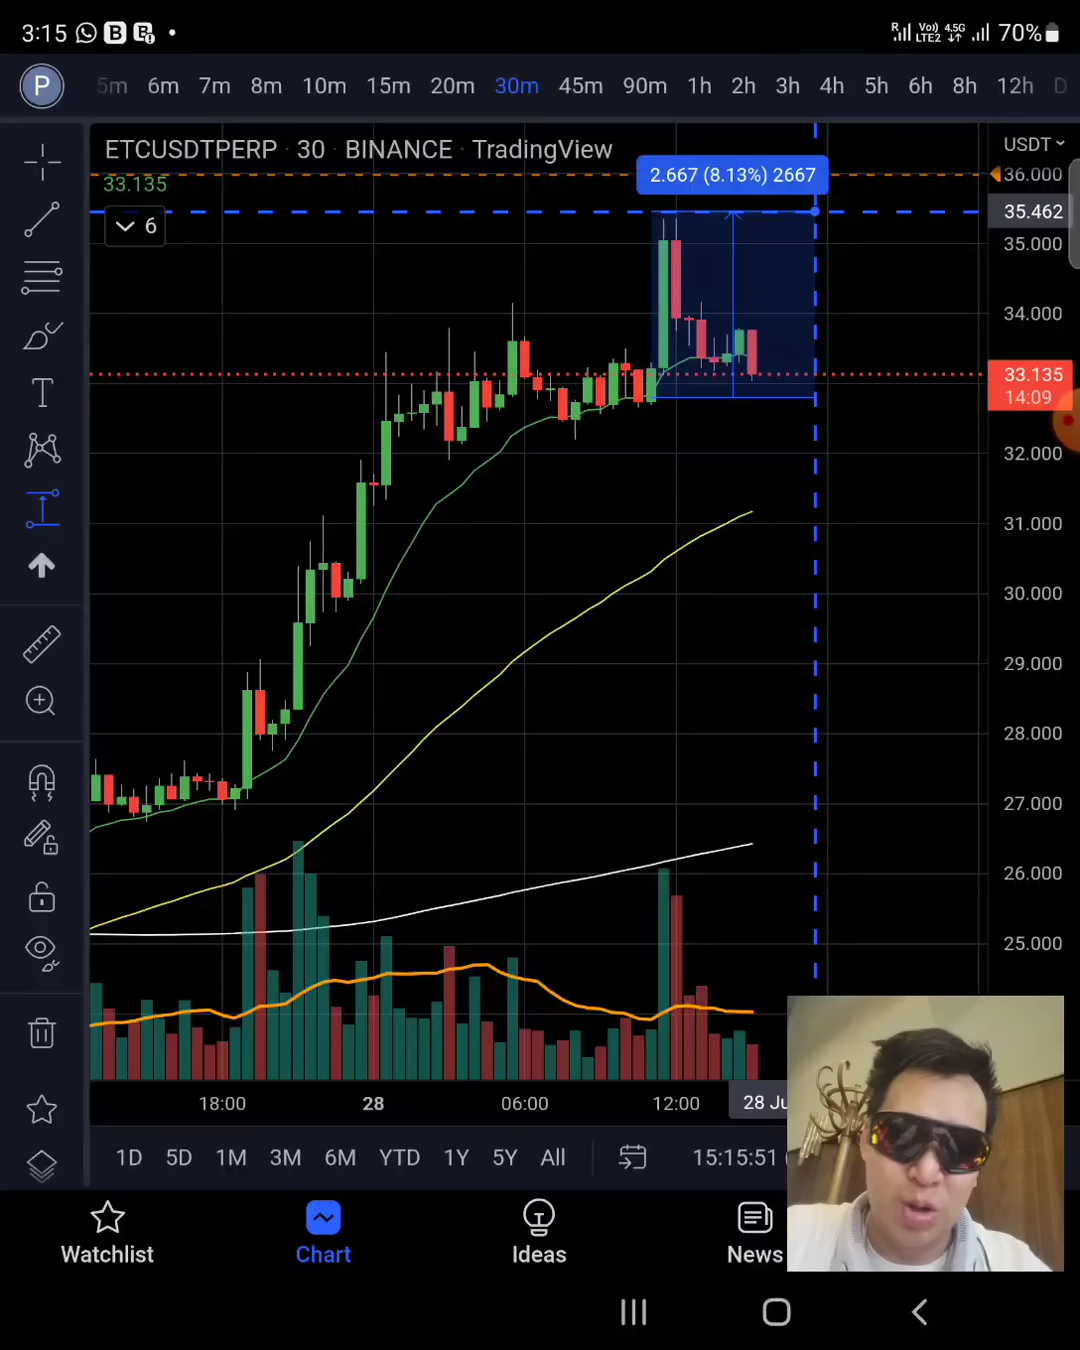 3:15 B B R Vo) LTE2 4.5G 70%
P 5m 6m 7m 8m 10m 15m 20m 30m 45m 90m 1h 2h 3h 4h 5h 6h 8h 12h D
ETCUSDTPERP · 30 · BINANCE · TradingView
USDT
33.135
2.667 (8.13%) 2667
36.000
6
35.462
35.000
34.000
33.135
14:09
32.000
31.000
30.000
29.000
28.000
27.000
26.000
25.000
T
18:00 28 06:00 12:00 28 Ju
1D 5D 1M 3M 6M YTD 1Y 5Y All 15:15:51
Watchlist Chart Ideas News